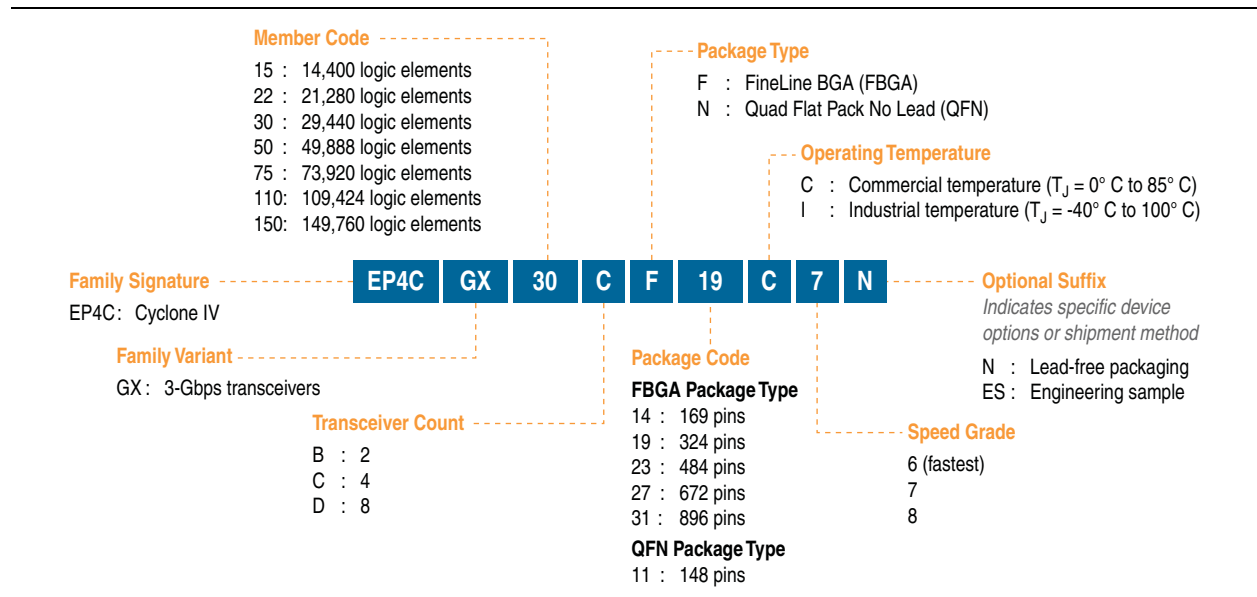 Member Code
15 : 14,400 logic elements
22 : 21,280 logic elements
30 : 29,440 logic elements
50 : 49,888 logic elements
75 : 73,920 logic elements
110: 109,424 logic elements
150: 149,760 logic elements
Package Type
F : FineLine BGA (FBGA)
N : Quad Flat Pack No Lead (QFN)
Operating Temperature
C : Commercial temperature (TJ = 0° C to 85° C)
I : Industrial temperature (TJ = -40° C to 100° C)
Family Signature
EP4C : Cyclone IV
EP4C GX 30 C F 19 C 7 N
Optional Suffix
Indicates specific device
options or shipment method
N : Lead-free packaging
ES : Engineering sample
Family Variant
GX : 3-Gbps transceivers
Transceiver Count
B : 2
C : 4
D : 8
Package Code
FBGA Package Type
14 : 169 pins
19 : 324 pins
23 : 484 pins
27 : 672 pins
31 : 896 pins
QFN Package Type
11 : 148 pins
Speed Grade
6 (fastest)
7
8